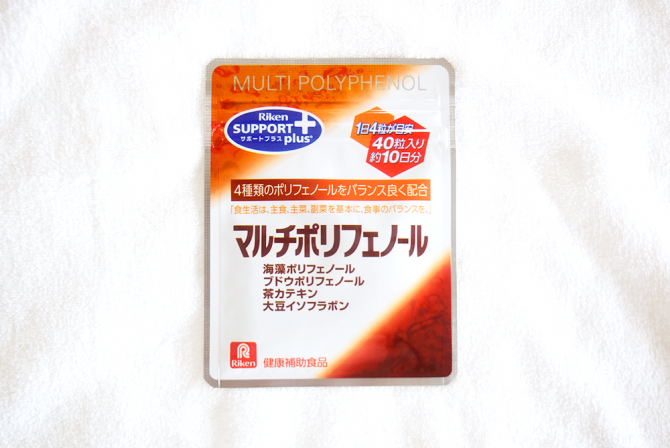 MULTI POLYPHENOL
Riken
SUPPORT
plus
サポートプラス
1日4粒が目安
40粒入り
約10日分
4種類のポリフェノールをバランス良く配合
「食生活は、主食、主菜、副菜を基本に、食事のバランスを。」
マルチポリフェノール
海藻ポリフェノール
ブドウポリフェノール
茶カテキン
大豆イソフラボン
R
Riken
健康補助食品